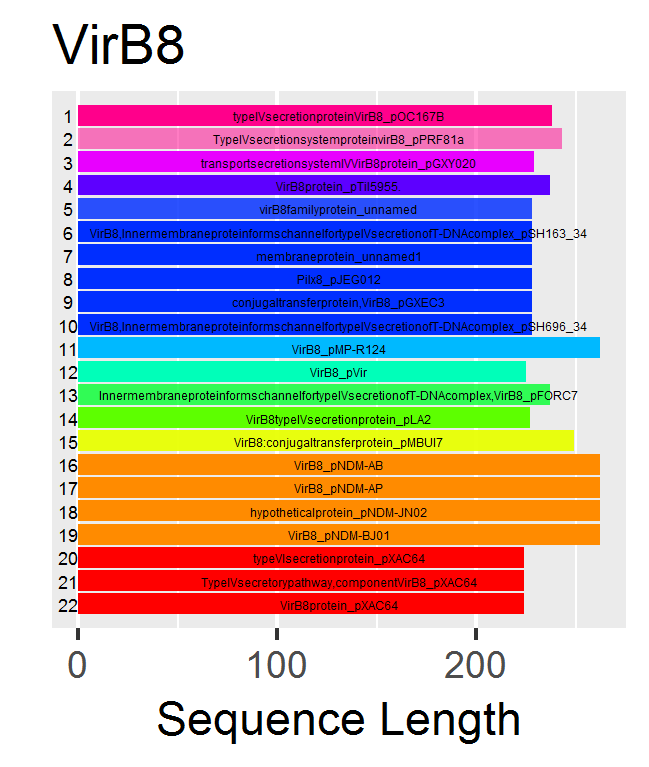 VirB8
1 typeIVsecretionproteinVirB8_pOC167B
2 TypeIVsecretionsystemproteinvirB8_pPRF81a
3 transportsecretionsystemIVVirB8protein_pGXY020
4 VirB8protein_pTii5955
5 virB8familyprotein_unnamed
6 VirB8,InnermembraneproteinformschannelfortypeIVsecretionofT-DNAcomplex_pSH163_34
7 membraneprotein_unnamed1
8 Pilx8_pJEG012
9 conjugaltransferprotein,VirB8_pGXEC3
10 VirB8,InnermembraneproteinformschannelfortypeIVsecretionofT-DNAcomplex_pSH696_34
11 VirB8_pMP-R124
12 VirB8_pVir
13 InnermembraneproteinformschannelfortypeIVsecretionofT-DNAcomplex,VirB8_pFORC7
14 VirB8typeIVsecretionprotein_pLA2
15 VirB8:conjugaltransferprotein_pMBUI7
16 VirB8_pNDM-AB
17 VirB8_pNDM-AP
18 hypotheticalprotein_pNDM-JN02
19 VirB8_pNDM-BJ01
20 typeVIsecretionprotein_pXAC64
21 TypeIVsecretorypathway,componentVirB8_pXAC64
22 VirB8protein_pXAC64
0 100 200
Sequence Length